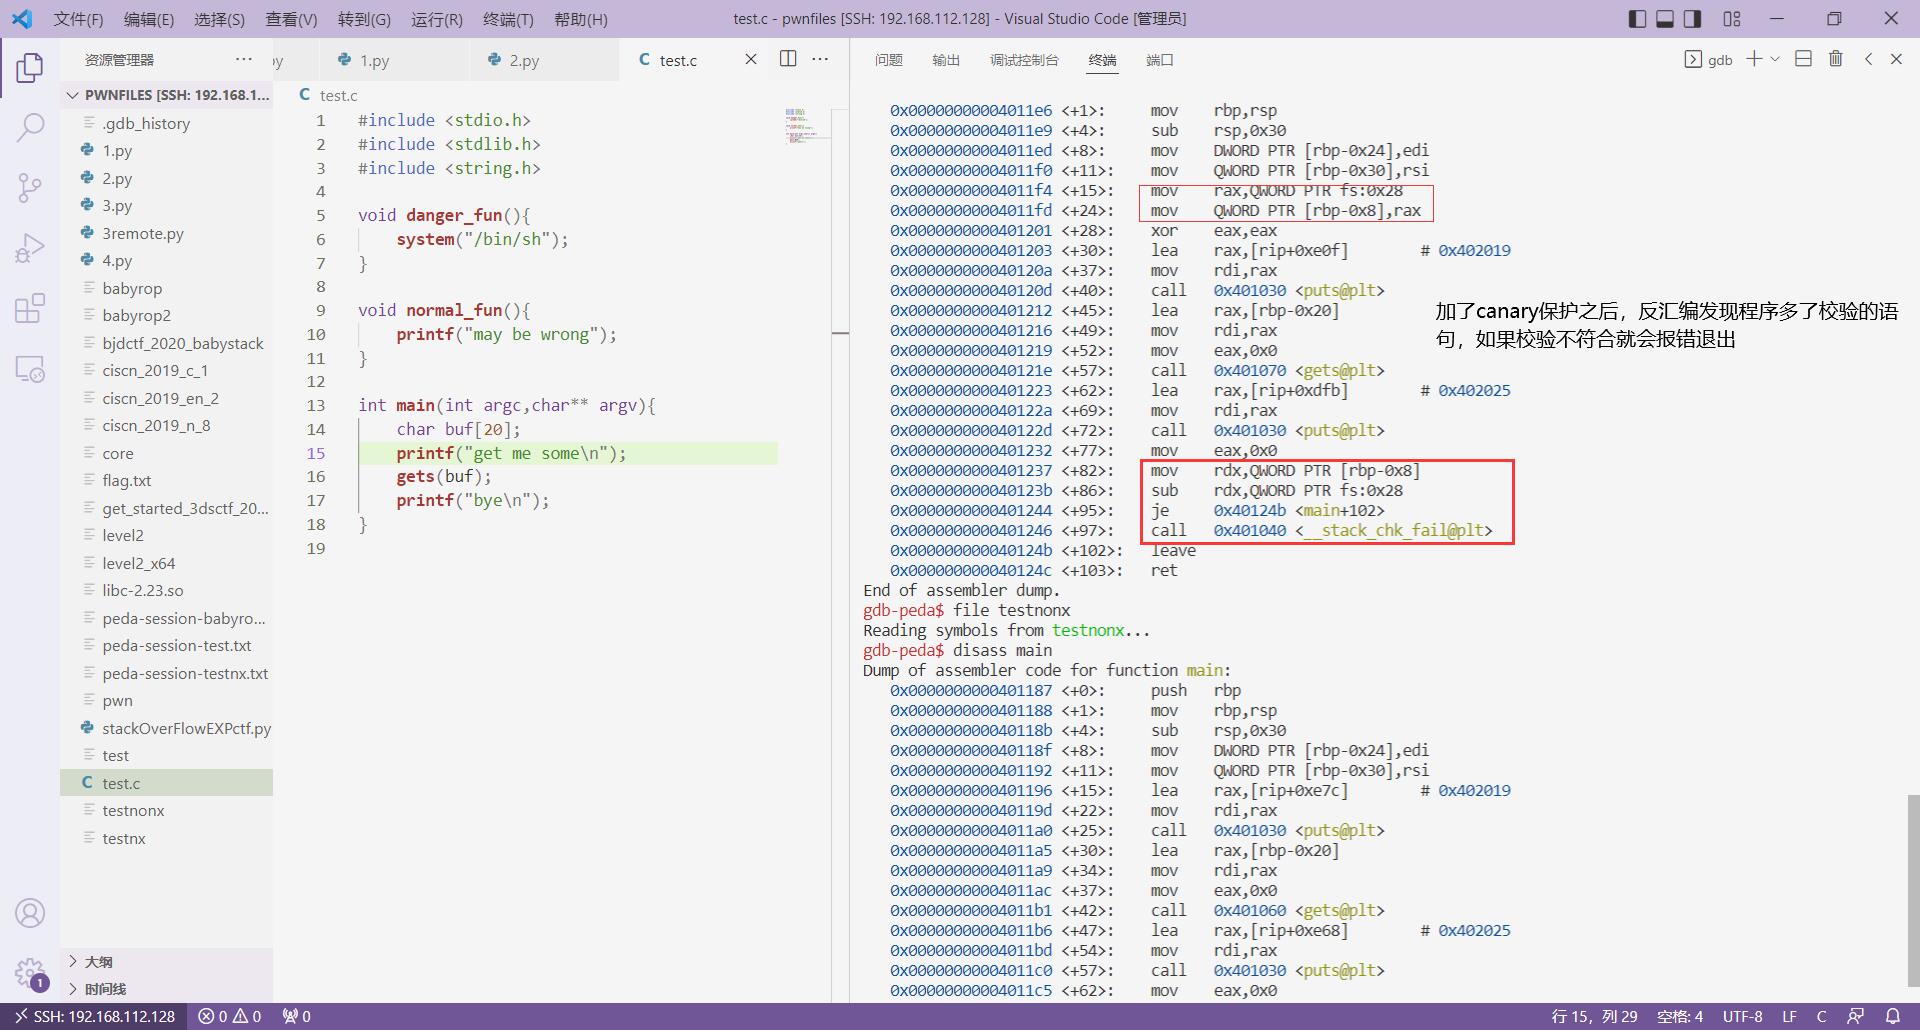 文件(F) 编辑(E) 选择(S) 查看(V) 转到(G) 运行(R) 终端(T) 帮助(H)
test.c - pwnfiles [SSH: 192.168.112.128] - Visual Studio Code [管理员]
资源管理器 ···
PWNFILES [SSH: 192.168.1...
.gdb_history
1.py
2.py
3.py
3remote.py
4.py
babyrop
babyrop2
bjdctf_2020_babystack
ciscn_2019_c_1
ciscn_2019_en_2
ciscn_2019_n_8
core
flag.txt
get_started_3dsctf_20...
level2
level2_x64
libc-2.23.so
peda-session-babyro...
peda-session-test.txt
peda-session-testnx.txt
pwn
stackOverFlowEXPctf.py
test
C test.c
testnonx
testnx
大纲
时间线
1
py 1.py 2.py C test.c ···
C test.c
1 #include <stdio.h>
2 #include <stdlib.h>
3 #include <string.h>
4
5 void danger_fun(){
6 system("/bin/sh");
7 }
8
9 void normal_fun(){
10 printf("may be wrong");
11 }
12
13 int main(int argc,char** argv){
14 char buf[20];
15 printf("get me some\n");
16 gets(buf);
17 printf("bye\n");
18 }
19
问题 输出 调试控制台 终端 端口 gdb
0x00000000004011e6 <+1>: mov rbp,rsp
0x00000000004011e9 <+4>: sub rsp,0x30
0x00000000004011ed <+8>: mov DWORD PTR [rbp-0x24],edi
0x00000000004011f0 <+11>: mov QWORD PTR [rbp-0x30],rsi
0x00000000004011f4 <+15>: mov rax,QWORD PTR fs:0x28
0x00000000004011fd <+24>: mov QWORD PTR [rbp-0x8],rax
0x0000000000401201 <+28>: xor eax,eax
0x0000000000401203 <+30>: lea rax,[rip+0xe0f] # 0x402019
0x000000000040120a <+37>: mov rdi,rax
0x000000000040120d <+40>: call 0x401030 <puts@plt>
0x0000000000401212 <+45>: lea rax,[rbp-0x20]
0x0000000000401216 <+49>: mov rdi,rax
0x0000000000401219 <+52>: mov eax,0x0
0x000000000040121e <+57>: call 0x401070 <gets@plt>
0x0000000000401223 <+62>: lea rax,[rip+0xdfb] # 0x402025
0x000000000040122a <+69>: mov rdi,rax
0x000000000040122d <+72>: call 0x401030 <puts@plt>
0x0000000000401232 <+77>: mov eax,0x0
0x0000000000401237 <+82>: mov rdx,QWORD PTR [rbp-0x8]
0x000000000040123b <+86>: sub rdx,QWORD PTR fs:0x28
0x0000000000401244 <+95>: je 0x40124b <main+102>
0x0000000000401246 <+97>: call 0x401040 <__stack_chk_fail@plt>
0x000000000040124b <+102>: leave
0x000000000040124c <+103>: ret
End of assembler dump.
gdb-peda$ file testnonx
Reading symbols from testnonx...
gdb-peda$ disass main
Dump of assembler code for function main:
0x0000000000401187 <+0>: push rbp
0x0000000000401188 <+1>: mov rbp,rsp
0x000000000040118b <+4>: sub rsp,0x30
0x000000000040118f <+8>: mov DWORD PTR [rbp-0x24],edi
0x0000000000401192 <+11>: mov QWORD PTR [rbp-0x30],rsi
0x0000000000401196 <+15>: lea rax,[rip+0xe7c] # 0x402019
0x000000000040119d <+22>: mov rdi,rax
0x00000000004011a0 <+25>: call 0x401030 <puts@plt>
0x00000000004011a5 <+30>: lea rax,[rbp-0x20]
0x00000000004011a9 <+34>: mov rdi,rax
0x00000000004011ac <+37>: mov eax,0x0
0x00000000004011b1 <+42>: call 0x401060 <gets@plt>
0x00000000004011b6 <+47>: lea rax,[rip+0xe68] # 0x402025
0x00000000004011bd <+54>: mov rdi,rax
0x00000000004011c0 <+57>: call 0x401030 <puts@plt>
0x00000000004011c5 <+62>: mov eax,0x0
加了canary保护之后，反汇编发现程序多了校验的语
句，如果校验不符合就会报错退出
SSH: 192.168.112.128 0 0 0 行 15，列 29 空格: 4 UTF-8 LF C